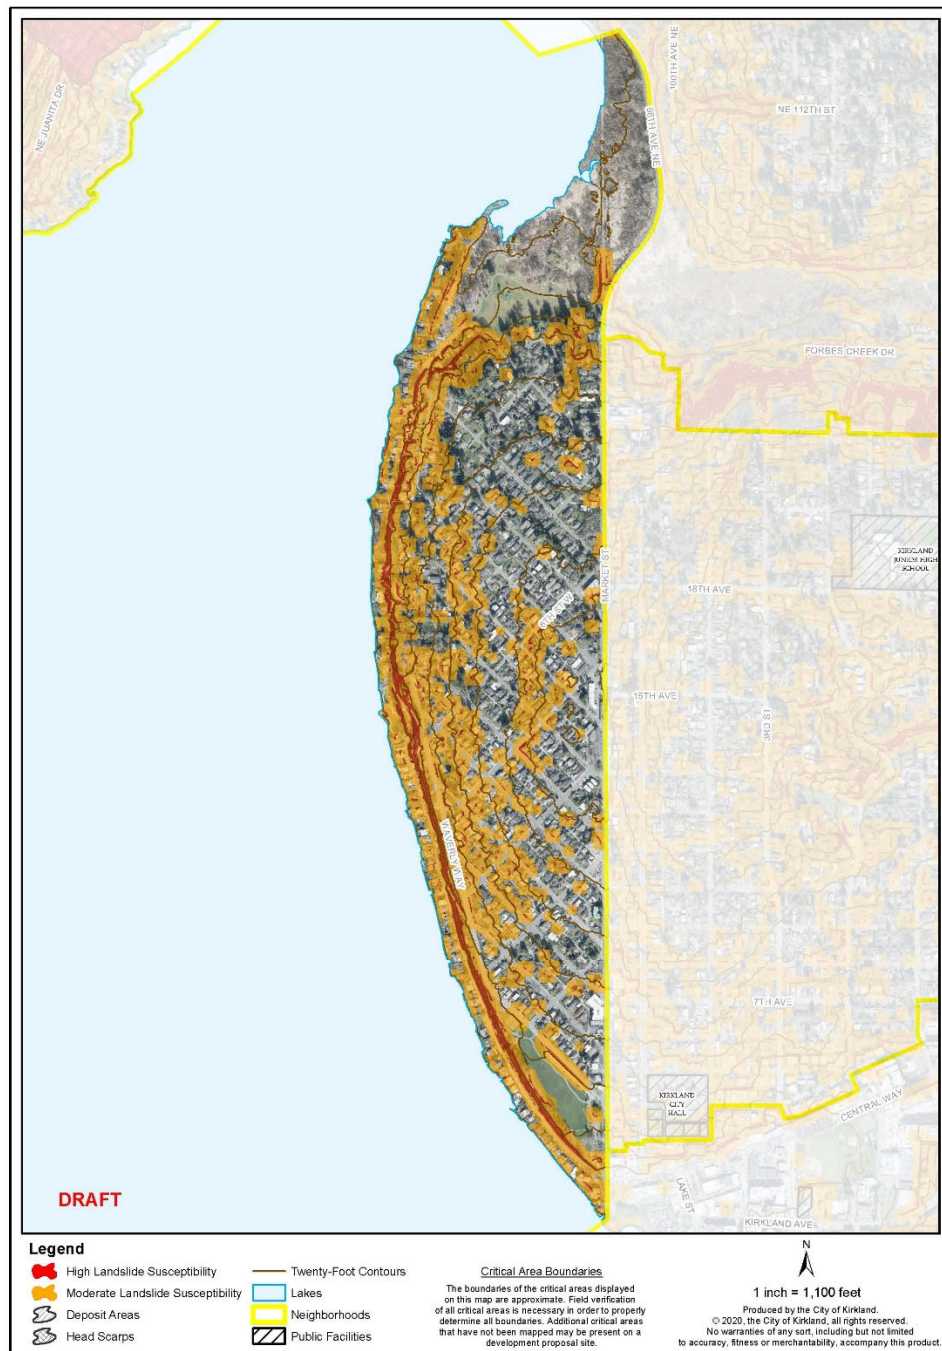 NE JUANITA DR
100TH AVE NE
NE 112TH ST
98TH AVE NE
FORBES CREEK DR
KIRKLAND
JUNIOR HIGH
SCHOOL
MARKET ST
18TH AVE
6TH ST W
15TH AVE
3RD ST
WAVERLY WAY
7TH AVE
KIRKLAND
CITY
HALL
CENTRAL WAY
LAKE ST
KIRKLAND AVE
DRAFT
Legend
High Landslide Susceptibility
Moderate Landslide Susceptibility
Deposit Areas
Head Scarps
Twenty-Foot Contours
Lakes
Neighborhoods
Public Facilities
Critical Area Boundaries
The boundaries of the critical areas displayed
on this map are approximate. Field verification
of all critical areas is necessary in order to properly
determine all boundaries. Additional critical areas
that have not been mapped may be present on a
development proposal site.
N
1 inch = 1,100 feet
Produced by the City of Kirkland.
© 2020, the City of Kirkland, all rights reserved.
No warranties of any sort, including but not limited
to accuracy, fitness or merchantability, accompany this product.